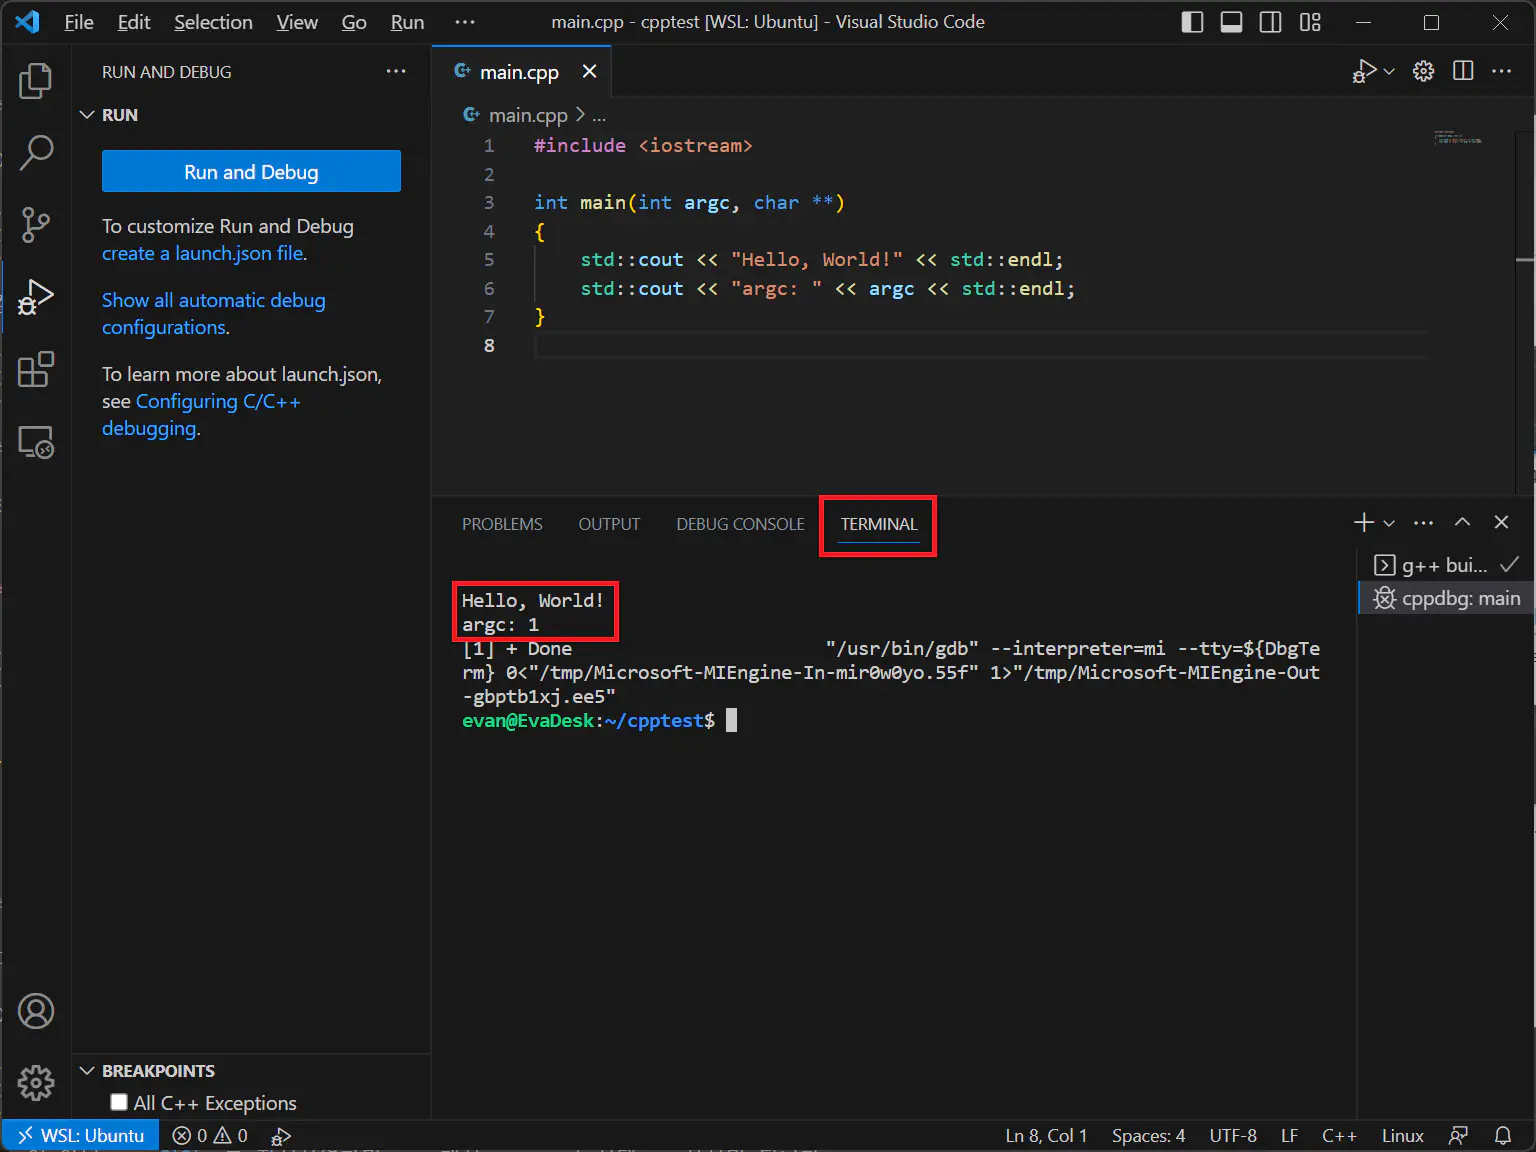 File Edit Selection View Go Run ··· main.cpp - cpptest [WSL: Ubuntu] - Visual Studio Code
RUN AND DEBUG
RUN
Run and Debug
To customize Run and Debug
create a launch.json file.
Show all automatic debug
configurations.
To learn more about launch.json,
see Configuring C/C++
debugging.
main.cpp
main.cpp > ...
1 #include <iostream>
2
3 int main(int argc, char **)
4 {
5 std::cout << "Hello, World!" << std::endl;
6 std::cout << "argc: " << argc << std::endl;
7 }
8
PROBLEMS OUTPUT DEBUG CONSOLE TERMINAL
Hello, World!
argc: 1
[1] + Done "/usr/bin/gdb" --interpreter=mi --tty=${DbgTe
rm} 0<"/tmp/Microsoft-MIEngine-In-mir0w0yo.55f" 1>"/tmp/Microsoft-MIEngine-Out
-gbptb1xj.ee5"
evan@EvaDesk:~/cpptest$
g++ bui...
cppdbg: main
BREAKPOINTS
All C++ Exceptions
WSL: Ubuntu 0 0 Ln 8, Col 1 Spaces: 4 UTF-8 LF C++ Linux